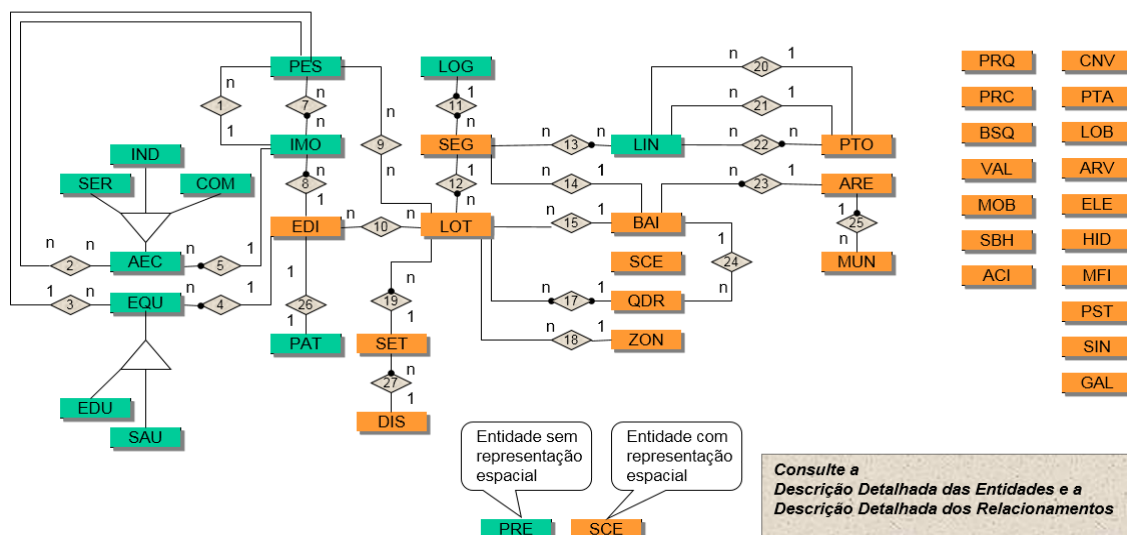 n 1 20
PES LOG PRQ CNV
n n n n 1
1 7 11 21 PRC PTA
1 n n 9 n 1
IND IMO SEG n 13 n LIN n 22 n PTO BSQ LOB
SER COM n n 1 n 14 1 n 23 1 ARE VAL ARV
8 12
1 n n 1 1
EDI n 10 n LOT n 15 1 BAI 25 MOB ELE
n n 1 1 n
AEC 24 MUN SBH HID
2 5 SCE
1 n n 1 n
EQU 26 n 19 n 17 1 QDR ACI MFI
3 4 1 1
PAT SET n 18 1 ZON PST
n
27 SIN
EDU 1
DIS GAL
SAU
Entidade sem
representação
espacial
Entidade com
representação
espacial
PRE SCE
Consulte a
Descrição Detalhada das Entidades e a
Descrição Detalhada dos Relacionamentos